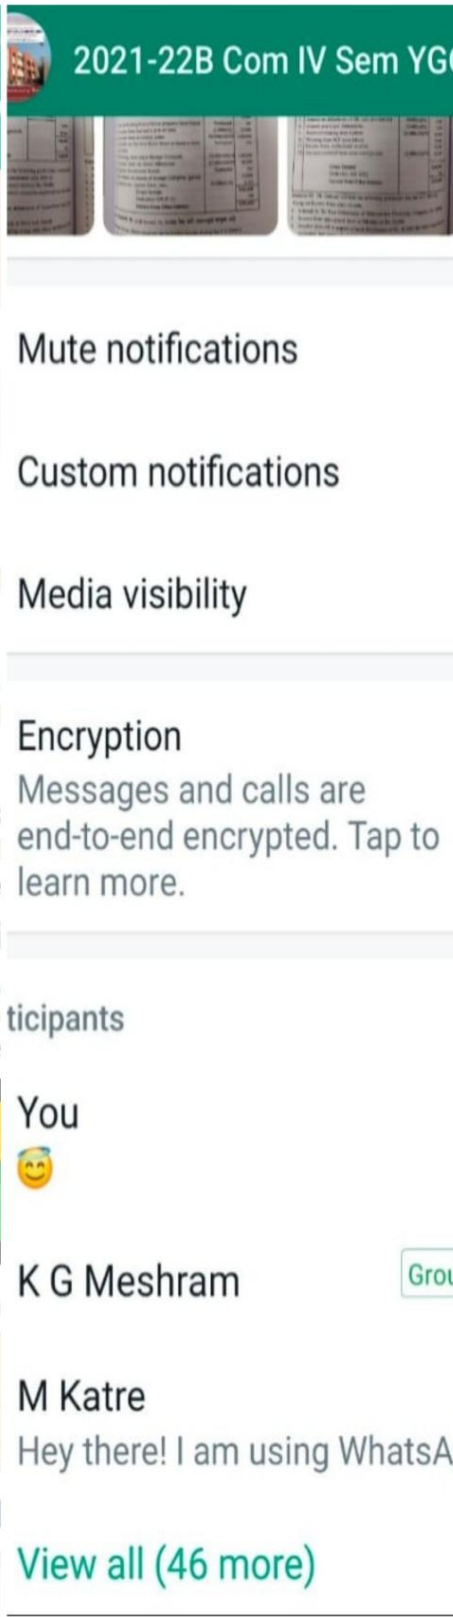 2021-22B Com IV Sem YG
Mute notifications
Custom notifications
Media visibility
Encryption
Messages and calls are
end-to-end encrypted. Tap to
learn more.
ticipants
You
K G Meshram
Grou
M Katre
Hey there! I am using WhatsA
View all (46 more)